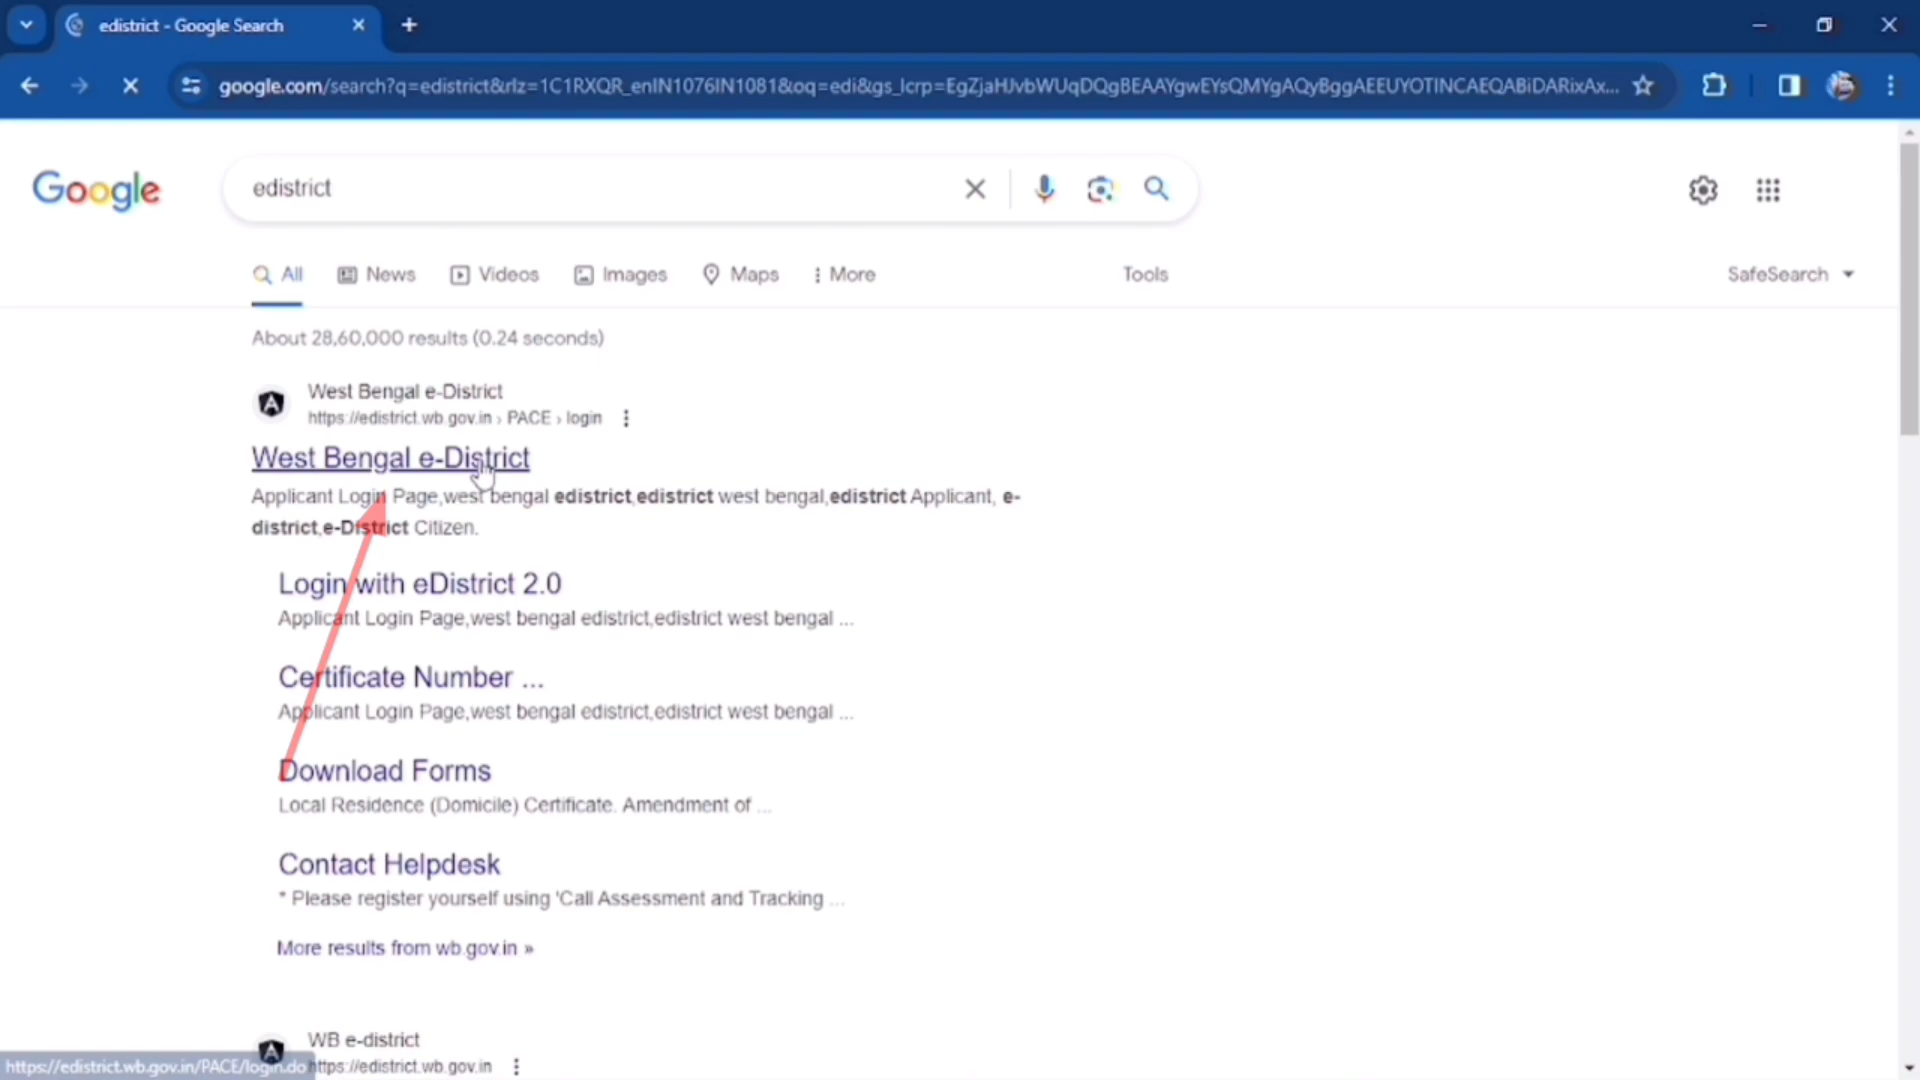 edistrict - Google Search
google.com/search?q=edistrict&rlz=1C1RXQR_enIN1076IN1081&oq=edi&gs_lcrp=EgZjaHJvbWUqDQgBEAAYgwEYsQMYgAQyBggAEEUYOTINCAEQABiDARixAx...
Google
edistrict
All News Videos Images Maps More Tools SafeSearch
About 28,60,000 results (0.24 seconds)
West Bengal e-District
https://edistrict.wb.gov.in › PACE › login
West Bengal e-District
Applicant Login Page,west bengal edistrict,edistrict west bengal,edistrict Applicant, e-
district,e-District Citizen.
Login with eDistrict 2.0
Applicant Login Page,west bengal edistrict,edistrict west bengal ...
Certificate Number ...
Applicant Login Page,west bengal edistrict,edistrict west bengal ...
Download Forms
Local Residence (Domicile) Certificate. Amendment of ...
Contact Helpdesk
* Please register yourself using 'Call Assessment and Tracking ...
More results from wb.gov.in »
WB e-district
https://edistrict.wb.gov.in
https://edistrict.wb.gov.in/PACE/login.do